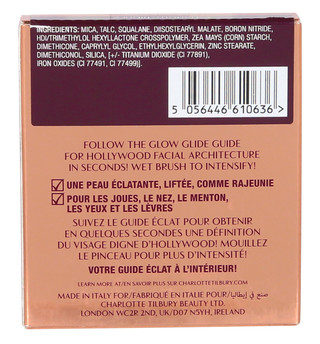 INGREDIENTS: MICA, TALC, SQUALANE, DIISOSTEARYL MALATE, BORON NITRIDE,
HDI/TRIMETHYLOL HEXYLLACTONE CROSSPOLYMER, ZEA MAYS (CORN) STARCH,
DIMETHICONE, CAPRYLYL GLYCOL, ETHYLHEXYLGLYCERIN, ZINC STEARATE,
DIMETHICONOL, SILICA, [+/- TITANIUM DIOXIDE (CI 77891),
IRON OXIDES (CI 77491, CI 77499)].
5 056446 610636 >
FOLLOW THE GLOW GLIDE GUIDE
FOR HOLLYWOOD FACIAL ARCHITECTURE
IN SECONDS! WET BRUSH TO INTENSIFY!
UNE PEAU ÉCLATANTE, LIFTÉE, COMME RAJEUNIE
POUR LES JOUES, LE NEZ, LE MENTON,
LES YEUX ET LES LÈVRES
SUIVEZ LE GUIDE ÉCLAT POUR OBTENIR
EN QUELQUES SECONDES UNE DÉFINITION
DU VISAGE DIGNE D'HOLLYWOOD! MOUILLEZ
LE PINCEAU POUR PLUS D'INTENSITÉ!
VOTRE GUIDE ÉCLAT À L'INTÉRIEUR!
LEARN MORE AT/EN SAVOIR PLUS SUR CHARLOTTETILBURY.COM
MADE IN ITALY FOR/FABRIQUÉ EN ITALIE POUR/صنع في إيطاليا
CHARLOTTE TILBURY BEAUTY LTD.
LONDON WC2R 2ND, UK/D07 N5YH, IRELAND